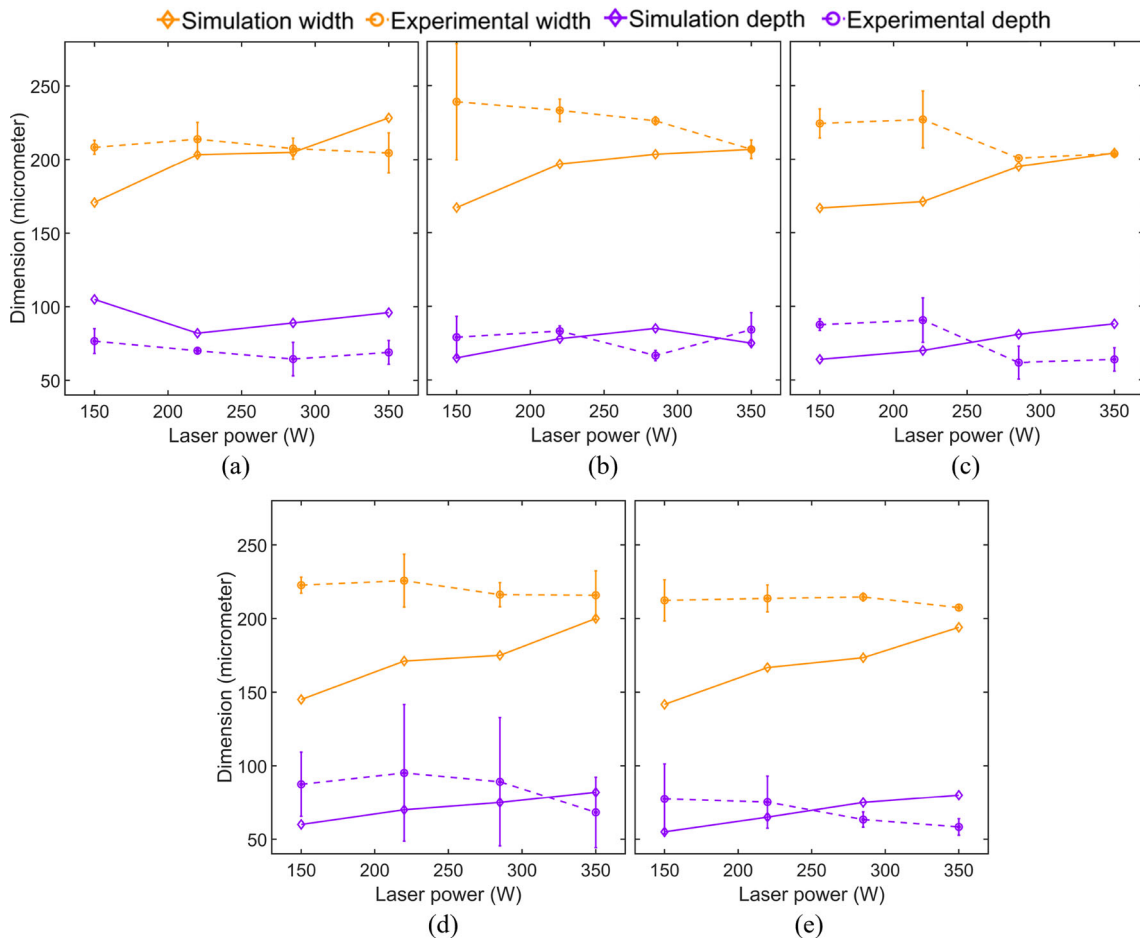 Simulation width Experimental width Simulation depth Experimental depth
Dimension (micrometer)
250
200
150
100
50
150 200 250 300 350 150 200 250 300 350 150 200 250 300 350
Laser power (W) Laser power (W) Laser power (W)
(a) (b) (c)
Dimension (micrometer)
250
200
150
100
50
150 200 250 300 350 150 200 250 300 350
Laser power (W) Laser power (W)
(d) (e)